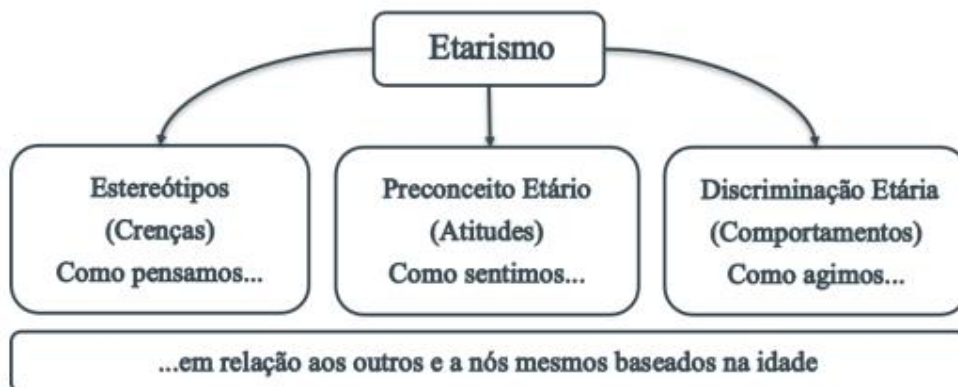 Etarismo
Estereótipos
(Crenças)
Como pensamos...
Preconceito Etário
(Atitudes)
Como sentimos...
Discriminação Etária
(Comportamentos)
Como agimos...
...em relação aos outros e a nós mesmos baseados na idade